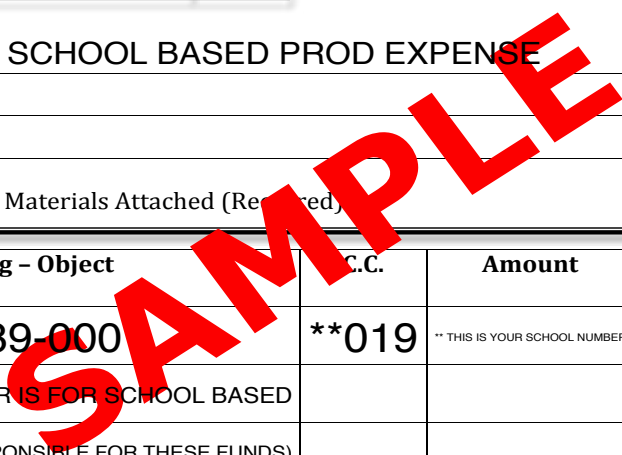 SCHOOL BASED PROD EXPENSE
Materials Attached (Required)
g – Object C.C. Amount
39-000 **019 ** THIS IS YOUR SCHOOL NUMBER
R IS FOR SCHOOL BASED
PONSIBLE FOR THESE FUNDS)
SAMPLE